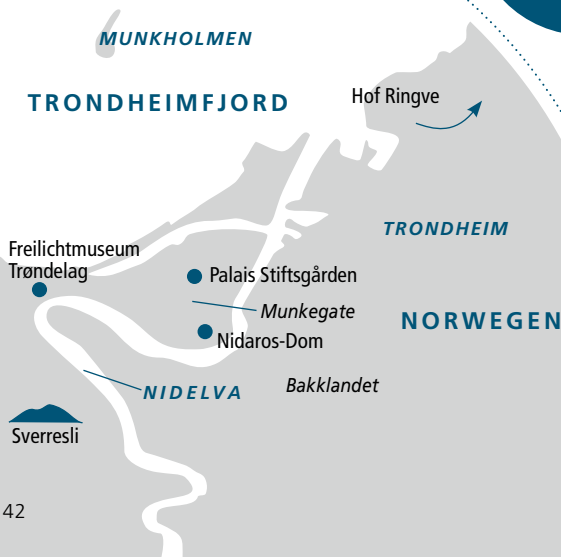 MUNKHOLMEN
TRONDHEIMFJORD
Hof Ringve
TRONDHEIM
Freilichtmuseum
Trøndelag
Palais Stiftsgården
Munkegate
NORWEGEN
Nidaros-Dom
Bakklandet
NIDELVA
Sverresli
42